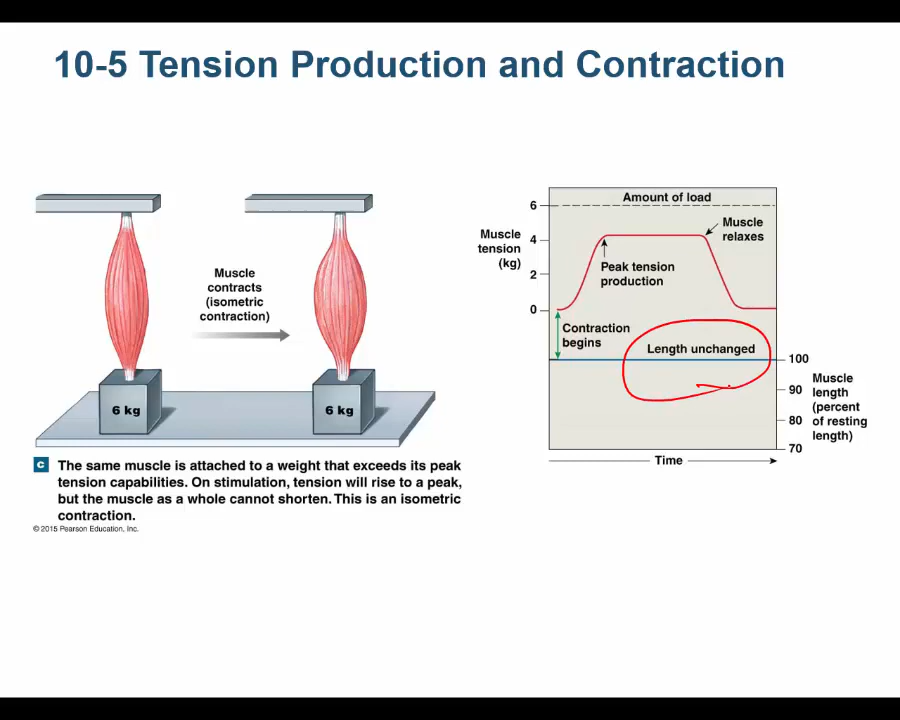 10-5 Tension Production and Contraction
Muscle
contracts
(isometric
contraction)
6 kg
6 kg
c The same muscle is attached to a weight that exceeds its peak
tension capabilities. On stimulation, tension will rise to a peak,
but the muscle as a whole cannot shorten. This is an isometric
contraction.
© 2015 Pearson Education, Inc.
Amount of load
6
Muscle
tension
(kg)
4
2
0
Muscle
relaxes
Peak tension
production
Contraction
begins
Length unchanged
100
90
80
70
Muscle
length
(percent
of resting
length)
Time